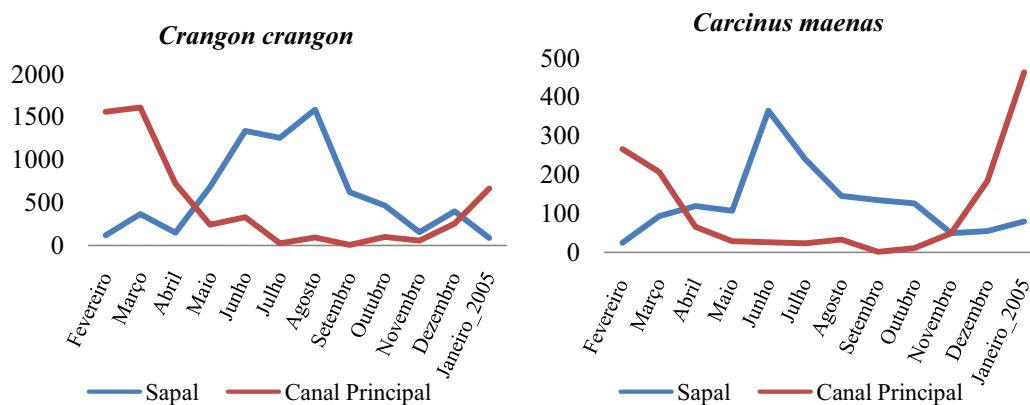 Crangon crangon
2000
1500
1000
500
0
Fevereiro
Março
Abril
Maio
Junho
Julho
Agosto
Setembro
Outubro
Novembro
Dezembro
Janeiro_2005
Sapal
Canal Principal
Carcinus maenas
500
400
300
200
100
0
Fevereiro
Março
Abril
Maio
Junho
Julho
Agosto
Setembro
Outubro
Novembro
Dezembro
Janeiro_2005
Sapal
Canal Principal